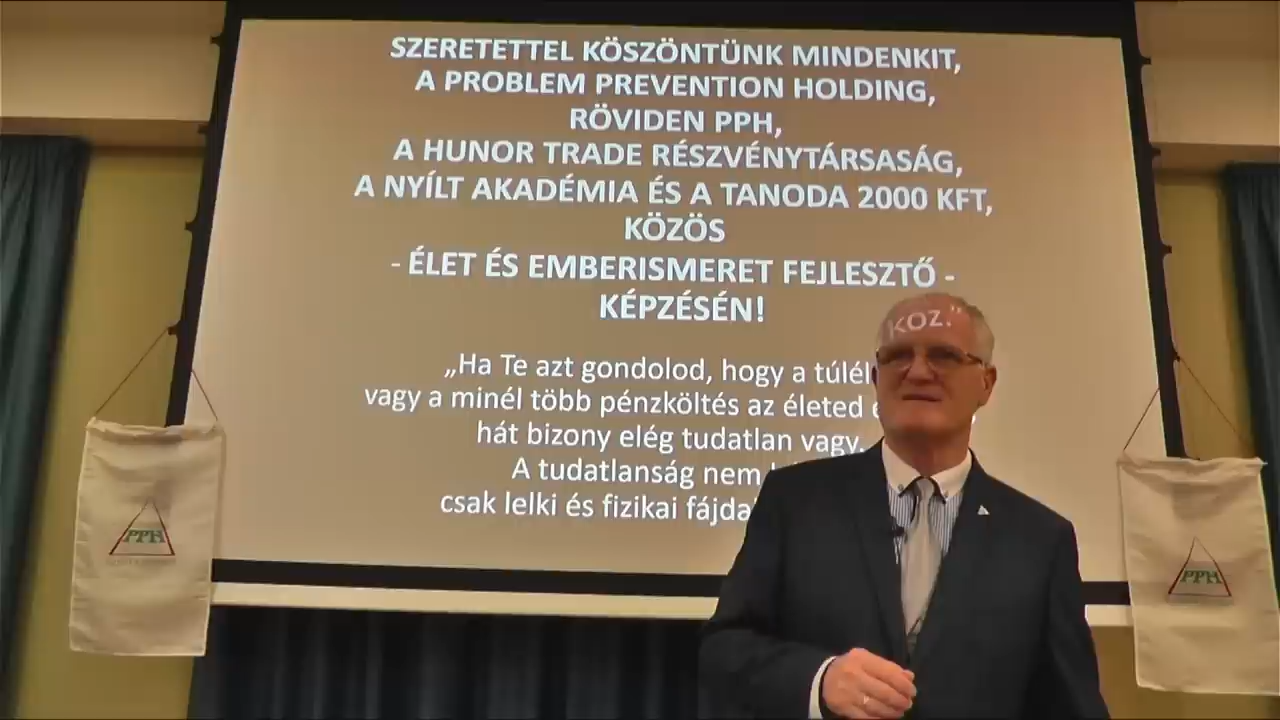 SZERETETTEL KÖSZÖNTÜNK MINDENKIT,
A PROBLEM PREVENTION HOLDING,
RÖVIDEN PPH,
A HUNOR TRADE RÉSZVÉNYTÁRSASÁG,
A NYÍLT AKADÉMIA ÉS A TANODA 2000 KFT,
KÖZÖS
- ÉLET ÉS EMBERISMERET FEJLESZTŐ -
KÉPZÉSÉN!
„Ha Te azt gondolod, hogy a
vagy a minél több pénzköltés az életed
hát bizony elég tudatlan vagy.
A tudatlanság nem
csak lelki és fizikai
koz.”
PPH
PPH